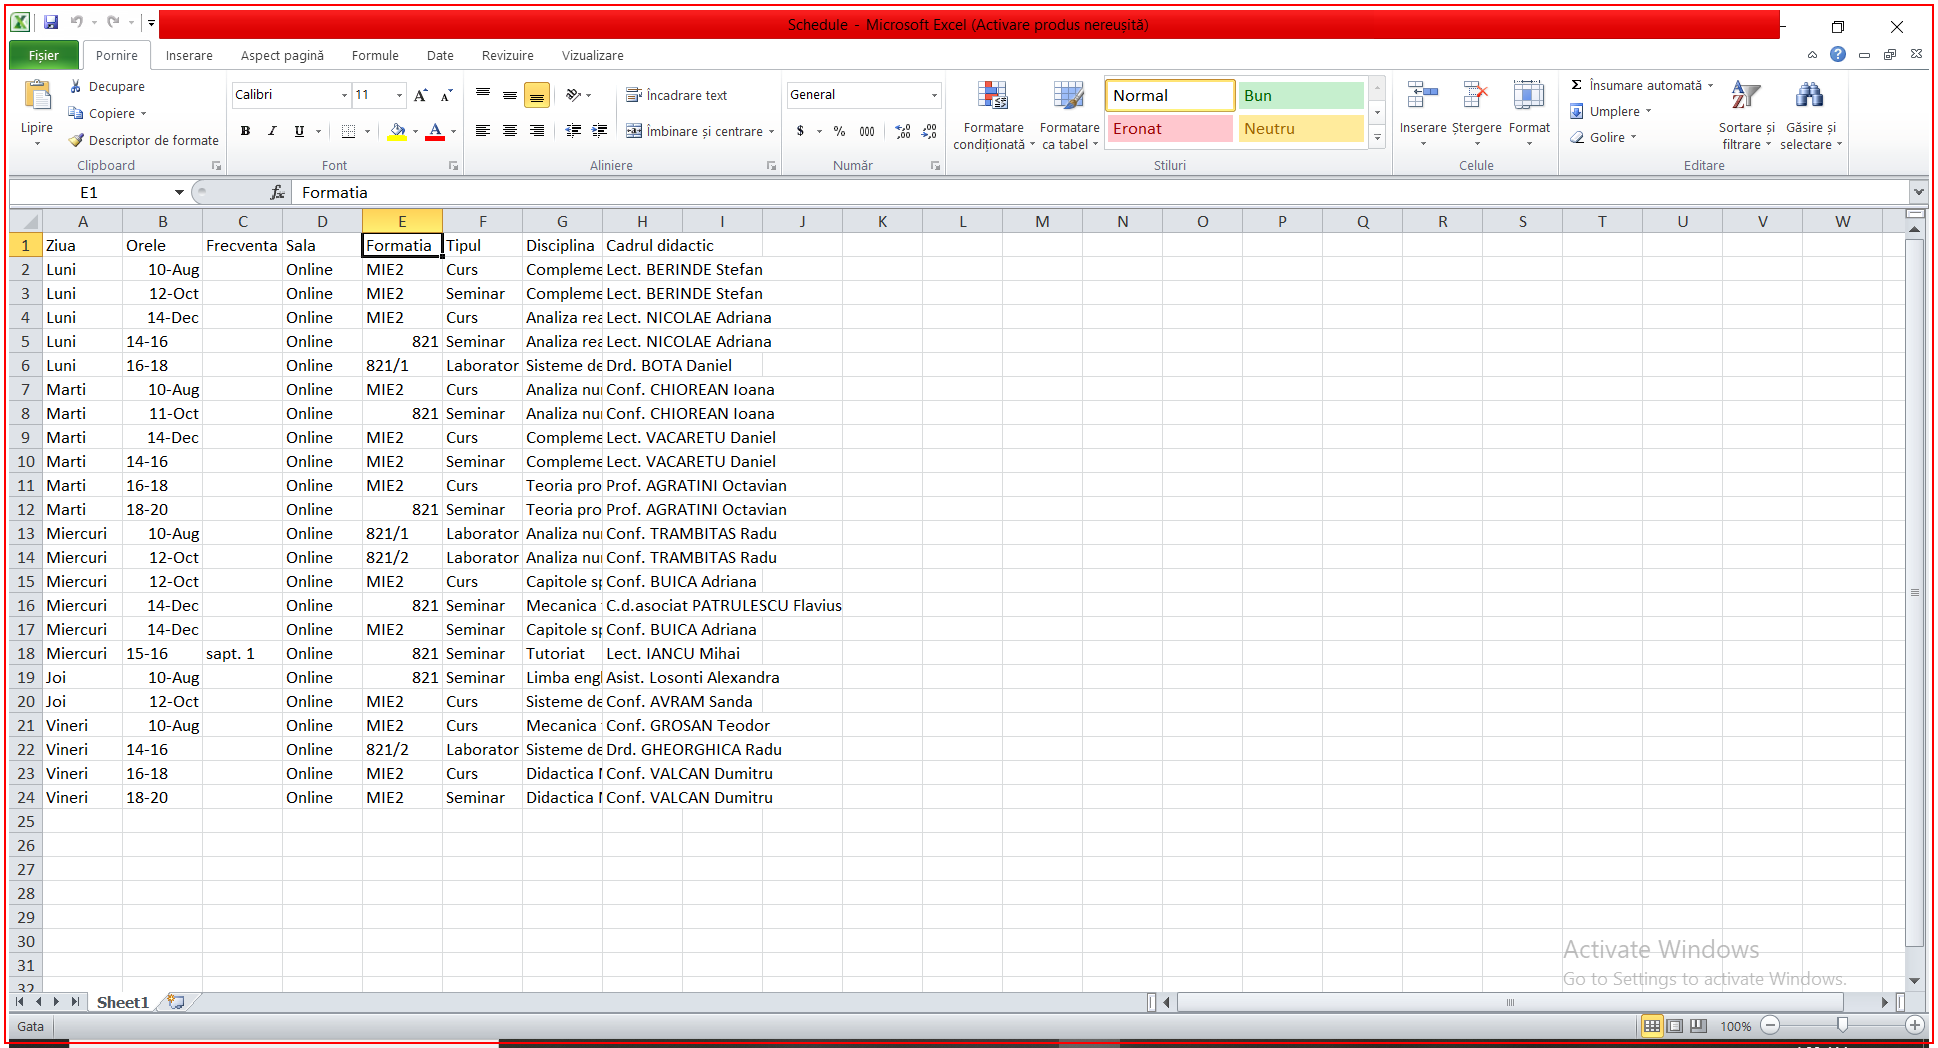 Schedule - Microsoft Excel (Activare produs nereușită)
Fișier Pornire Inserare Aspect pagină Formule Date Revizuire Vizualizare
Lipire
Decupare
Copiere
Descriptor de formate
Clipboard
Calibri 11
B I U A
Font
Încadrare text
Îmbinare și centrare
Aliniere
General
$ % 000
Număr
Formatare condiționată
Formatare ca tabel
Normal Bun
Eronat Neutru
Stiluri
Inserare Ștergere Format
Celule
Însumare automată
Umplere
Golire
Sortare și filtrare
Găsire și selectare
Editare
E1 fx Formatia
A B C D E F G H I J K L M N O P Q R S T U V W
1 Ziua Orele Frecventa Sala Formatia Tipul Disciplina Cadrul didactic
2 Luni 10-Aug Online MIE2 Curs Compleme Lect. BERINDE Stefan
3 Luni 12-Oct Online MIE2 Seminar Compleme Lect. BERINDE Stefan
4 Luni 14-Dec Online MIE2 Curs Analiza rea Lect. NICOLAE Adriana
5 Luni 14-16 Online 821 Seminar Analiza rea Lect. NICOLAE Adriana
6 Luni 16-18 Online 821/1 Laborator Sisteme de Drd. BOTA Daniel
7 Marti 10-Aug Online MIE2 Curs Analiza nu Conf. CHIOREAN Ioana
8 Marti 11-Oct Online 821 Seminar Analiza nu Conf. CHIOREAN Ioana
9 Marti 14-Dec Online MIE2 Curs Compleme Lect. VACARETU Daniel
10 Marti 14-16 Online MIE2 Seminar Compleme Lect. VACARETU Daniel
11 Marti 16-18 Online MIE2 Curs Teoria pro Prof. AGRATINI Octavian
12 Marti 18-20 Online 821 Seminar Teoria pro Prof. AGRATINI Octavian
13 Miercuri 10-Aug Online 821/1 Laborator Analiza nu Conf. TRAMBITAS Radu
14 Miercuri 12-Oct Online 821/2 Laborator Analiza nu Conf. TRAMBITAS Radu
15 Miercuri 12-Oct Online MIE2 Curs Capitole sp Conf. BUICA Adriana
16 Miercuri 14-Dec Online 821 Seminar Mecanica C.d.asociat PATRULESCU Flavius
17 Miercuri 14-Dec Online MIE2 Seminar Capitole sp Conf. BUICA Adriana
18 Miercuri 15-16 sapt. 1 Online 821 Seminar Tutoriat Lect. IANCU Mihai
19 Joi 10-Aug Online 821 Seminar Limba eng Asist. Losonti Alexandra
20 Joi 12-Oct Online MIE2 Curs Sisteme de Conf. AVRAM Sanda
21 Vineri 10-Aug Online MIE2 Curs Mecanica Conf. GROSAN Teodor
22 Vineri 14-16 Online 821/2 Laborator Sisteme de Drd. GHEORGHICA Radu
23 Vineri 16-18 Online MIE2 Curs Didactica Conf. VALCAN Dumitru
24 Vineri 18-20 Online MIE2 Seminar Didactica Conf. VALCAN Dumitru
25
26
27
28
29
30
31
32
Activate Windows
Go to Settings to activate Windows.
Sheet1
Gata 100%